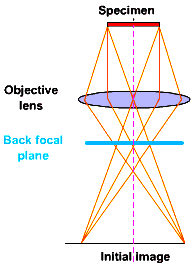 Specimen
Objective
lens
Back focal
plane
Initial image